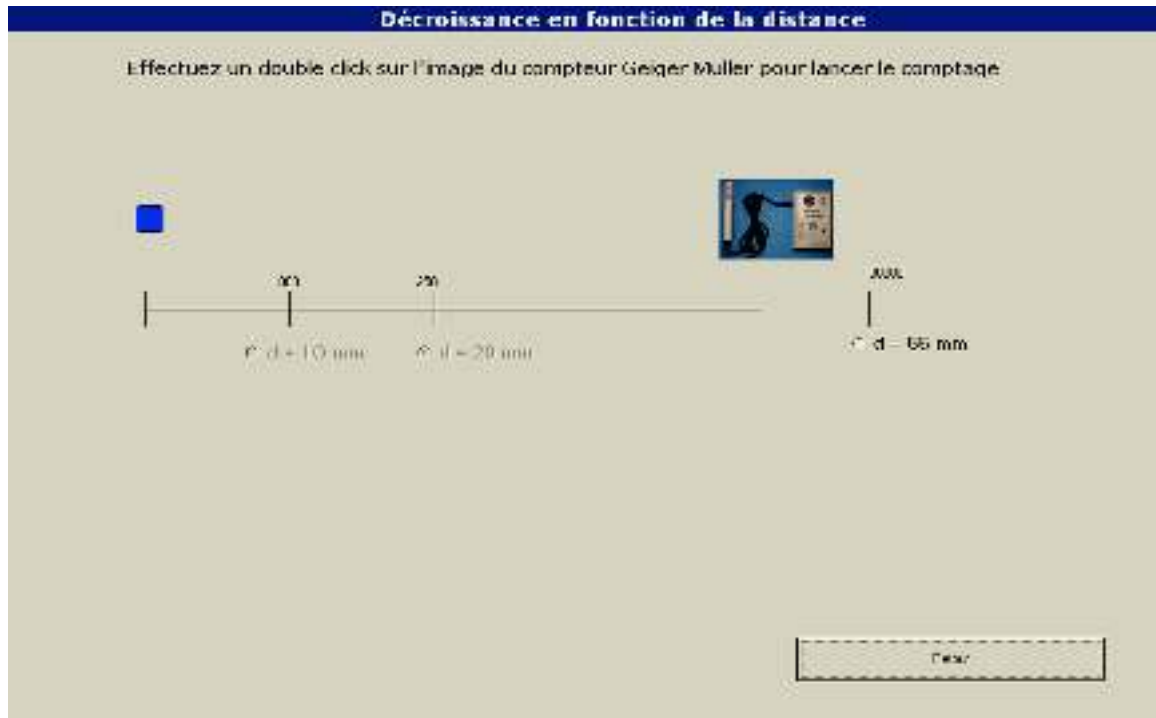 Décroissance en fonction de la distance
Effectuez un double click sur l'image du compteur Geiger Muller pour lancer le comptage
d = 10 mm
d = 20 mm
d = 66 mm